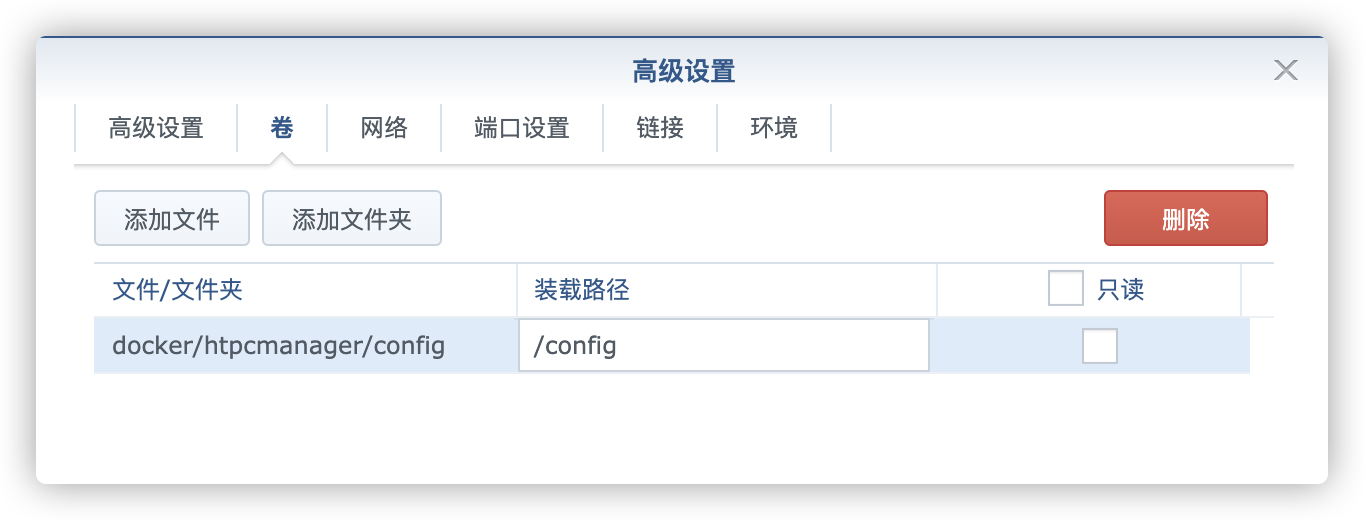 高级设置
高级设置 卷 网络 端口设置 链接 环境
添加文件 添加文件夹 删除
文件/文件夹 装载路径 只读
docker/htpcmanager/config /config